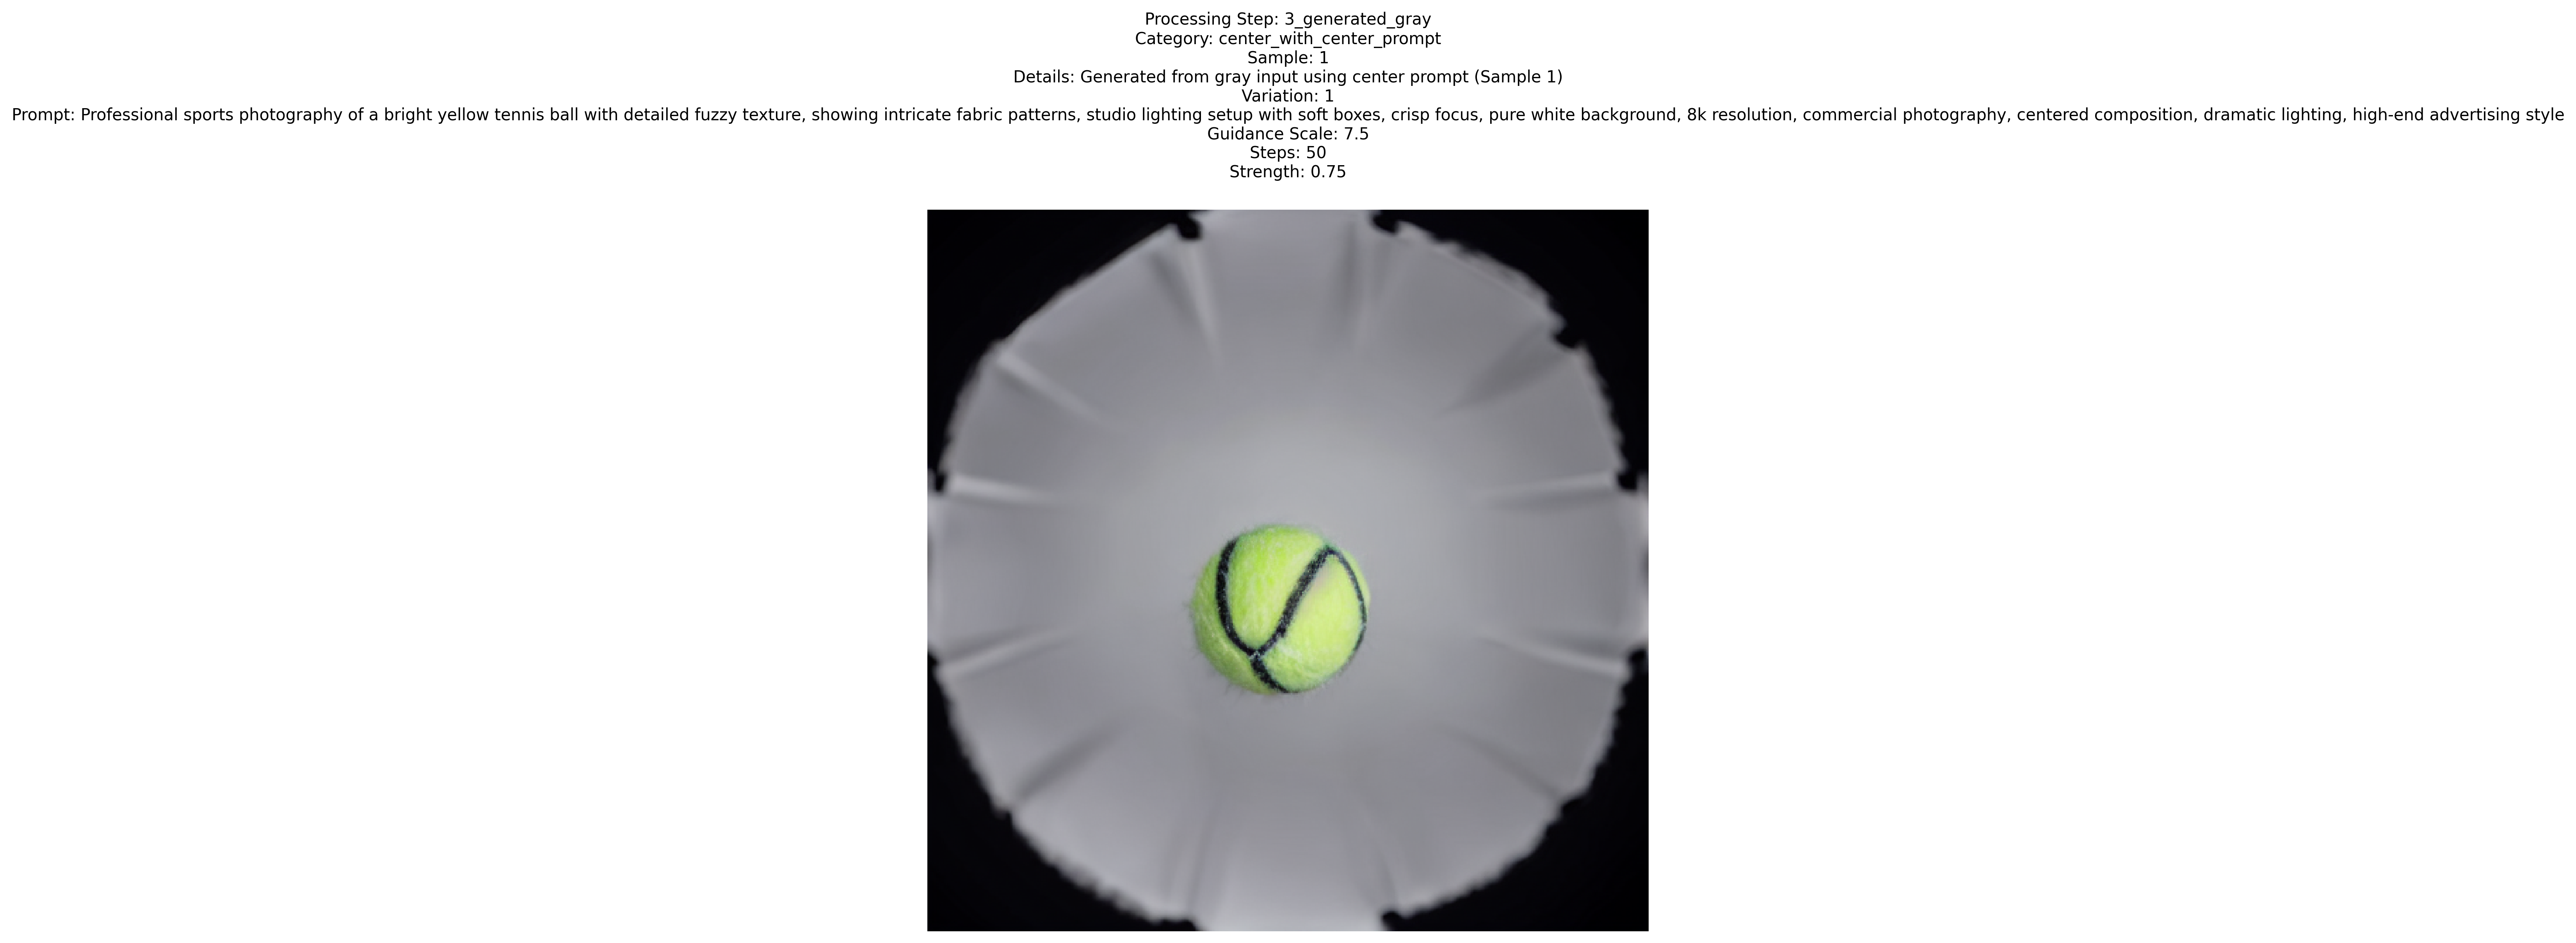 Processing Step: 3_generated_gray
Category: center_with_center_prompt
Sample: 1
Details: Generated from gray input using center prompt (Sample 1)
Variation: 1
Prompt: Professional sports photography of a bright yellow tennis ball with detailed fuzzy texture, showing intricate fabric patterns, studio lighting setup with soft boxes, crisp focus, pure white background, 8k resolution, commercial photography, centered composition, dramatic lighting, high-end advertising style
Guidance Scale: 7.5
Steps: 50
Strength: 0.75